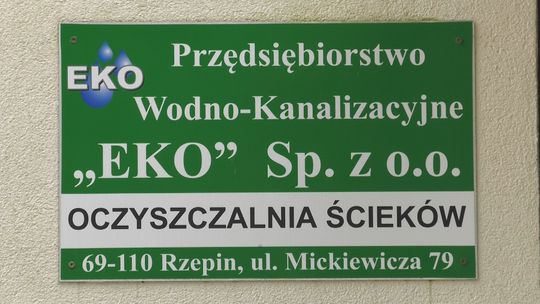 EKO
Przedsiębiorstwo
Wodno-Kanalizacyjne
„EKO” Sp. z o.o.
OCZYSZCZALNIA ŚCIEKÓW
69-110 Rzepin, ul. Mickiewicza 79